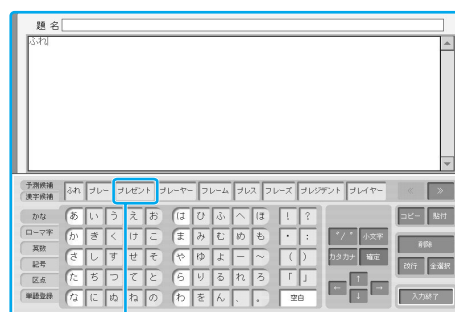 題 名
ふれ
予測候補
漢字候補
ふれ プレー プレゼント プレーヤー フレーム プレス フレーズ プレジデント プレイヤー « »
かな あ い う え お は ひ ふ へ ほ ! ? コピー 貼付
ローマ字 か き く け こ ま み む め も ・ : ゛/゜ 小文字 削除
英数 さ し す せ そ や ゆ よ ー ～ ( ) カタカナ 確定
記号 た ち つ て と ら り る れ ろ 「 」 ← ↑ ↓ → 改行 全選択
区点
単語登録 な に ぬ ね の わ を ん 、 。 空白 入力終了